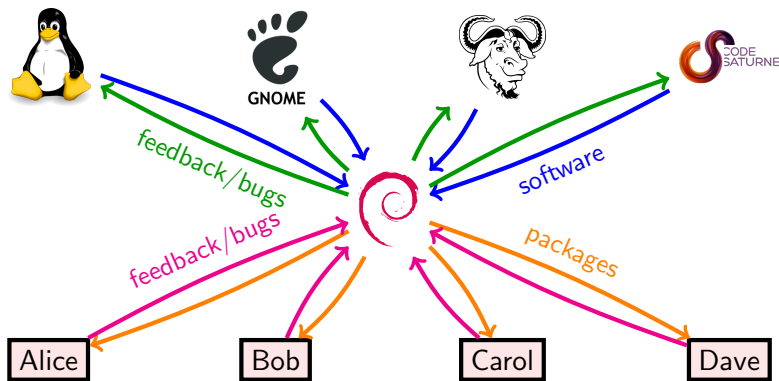 GNOME
CODE
SATURNE
feedback/bugs
software
feedback/bugs
packages
Alice
Bob
Carol
Dave